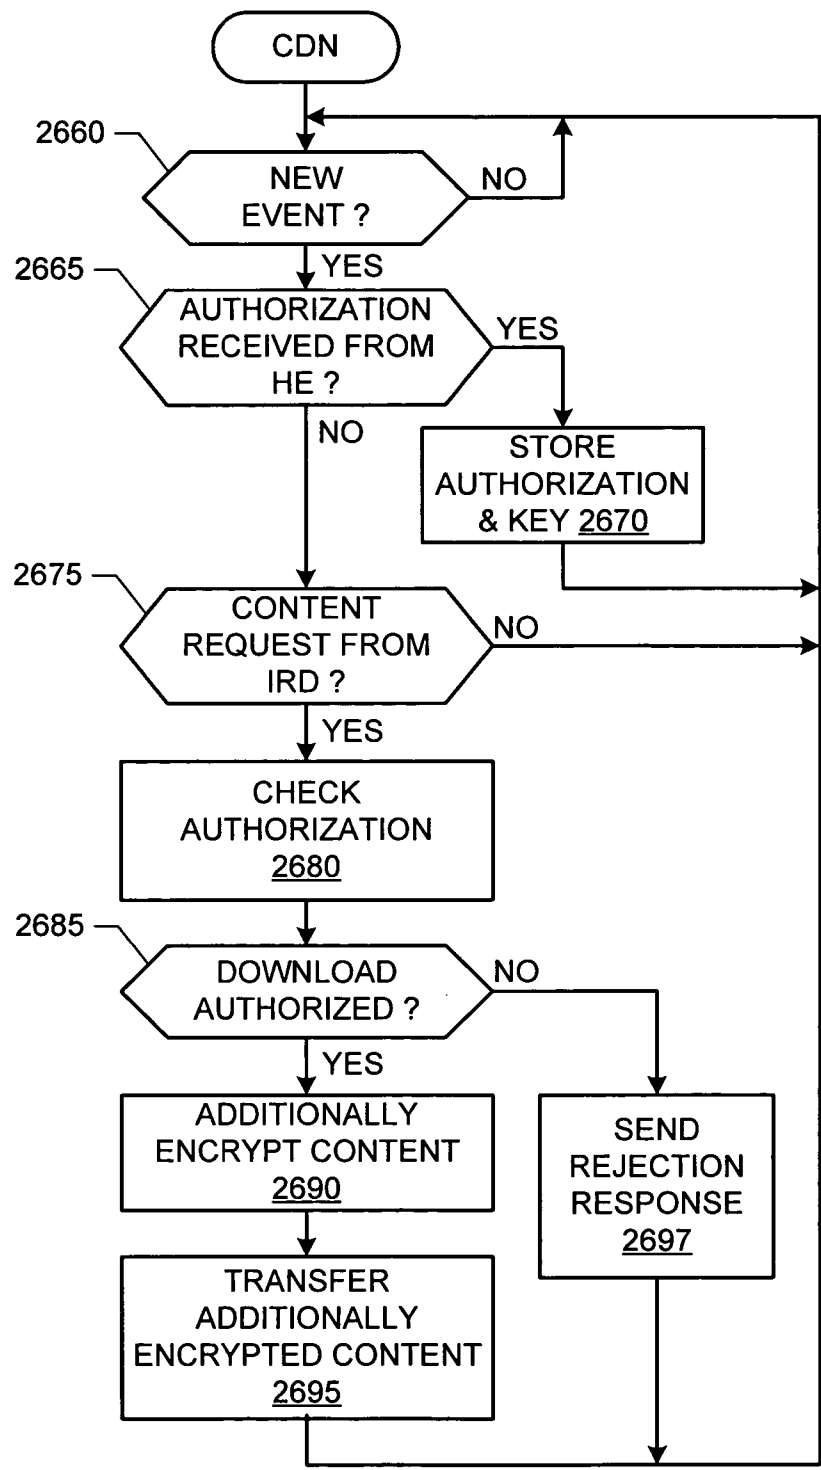 CDN
2660
NEW
EVENT ?
NO
YES
2665
AUTHORIZATION
RECEIVED FROM
HE ?
YES
NO
STORE
AUTHORIZATION
& KEY 2670
2675
CONTENT
REQUEST FROM
IRD ?
NO
YES
CHECK
AUTHORIZATION
2680
2685
DOWNLOAD
AUTHORIZED ?
NO
YES
ADDITIONALLY
ENCRYPT CONTENT
2690
SEND
REJECTION
RESPONSE
2697
TRANSFER
ADDITIONALLY
ENCRYPTED CONTENT
2695